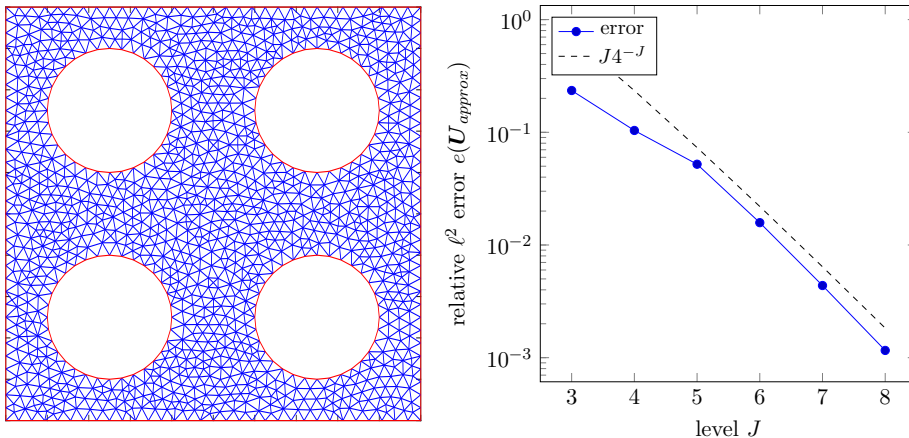 error
J4^{-J}
10^0
10^{-1}
10^{-2}
10^{-3}
relative ℓ^2 error e(U_{approx})
3 4 5 6 7 8
level J